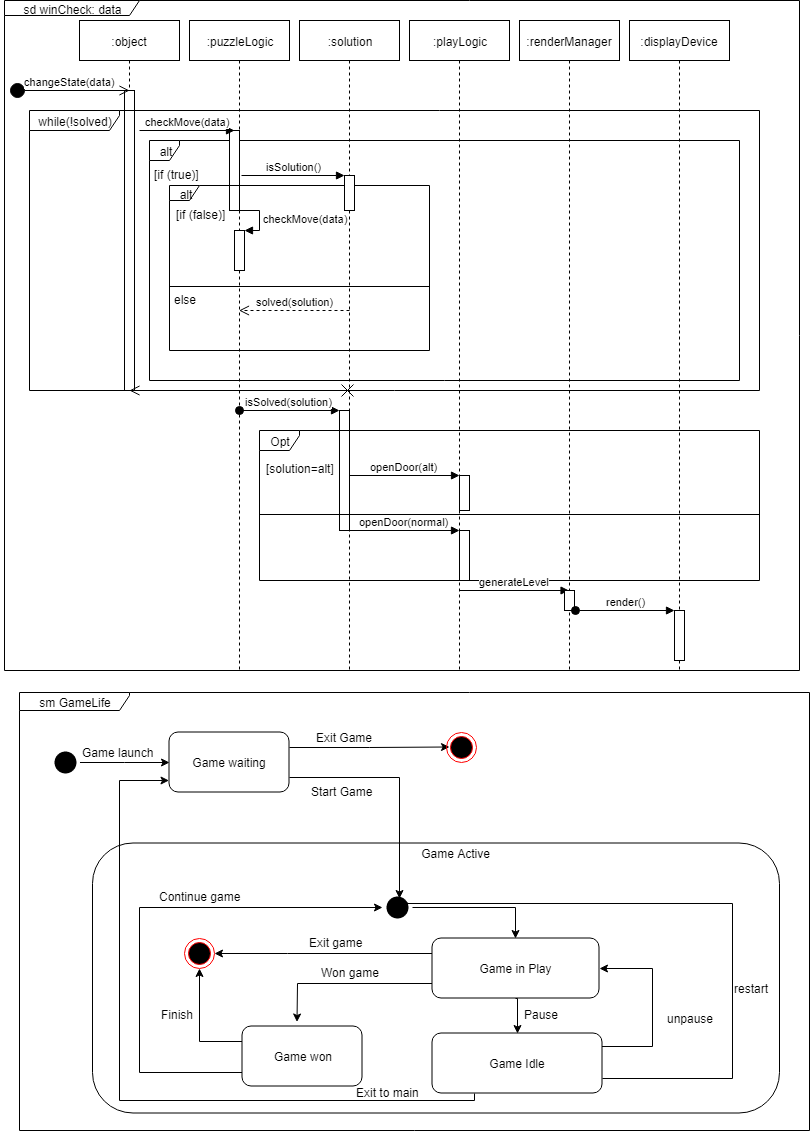 sd winCheck: data
:object
:puzzleLogic
:solution
:playLogic
:renderManager
:displayDevice
changeState(data)
while(!solved)
checkMove(data)
alt
[if (true)]
isSolution()
alt
[if (false)]
checkMove(data)
else
solved(solution)
isSolved(solution)
Opt
[solution=alt]
openDoor(alt)
openDoor(normal)
generateLevel
render()
sm GameLife
Game launch
Game waiting
Exit Game
Start Game
Game Active
Continue game
Exit game
Game in Play
Won game
restart
Finish
Pause
unpause
Game won
Game Idle
Exit to main